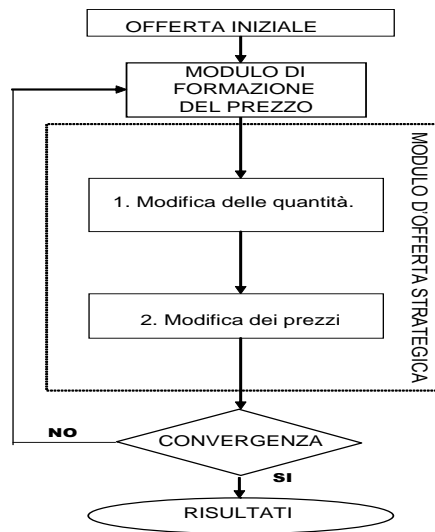 OFFERTA INIZIALE
MODULO DI
FORMAZIONE
DEL PREZZO
MODULO D'OFFERTA STRATEGICA
1. Modifica delle quantità.
2. Modifica dei prezzi
NO
CONVERGENZA
SI
RISULTATI